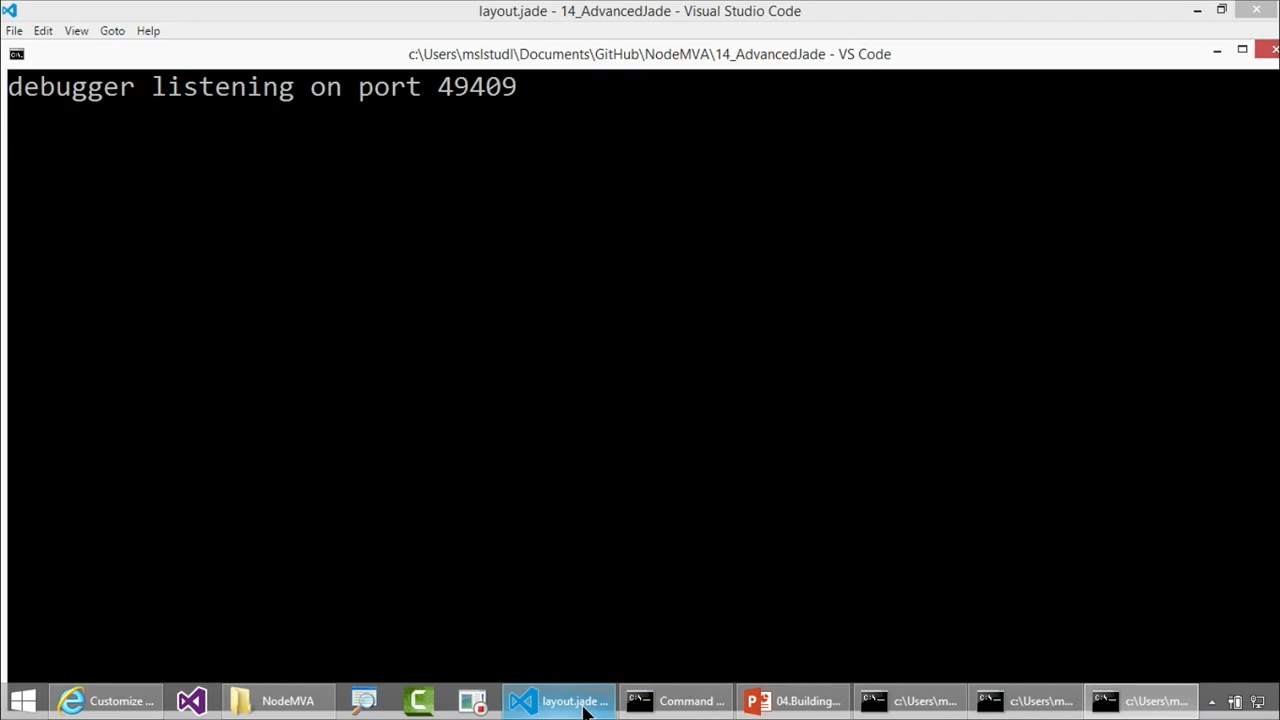 layout.jade - 14_AdvancedJade - Visual Studio Code
File Edit View Goto Help
c:\Users\mslstudl\Documents\GitHub\NodeMVA\14_AdvancedJade - VS Code
debugger listening on port 49409
Customize ... NodeMVA layout.jade ... Command ... 04.Building... c:\Users\m... c:\Users\m... c:\Users\m...